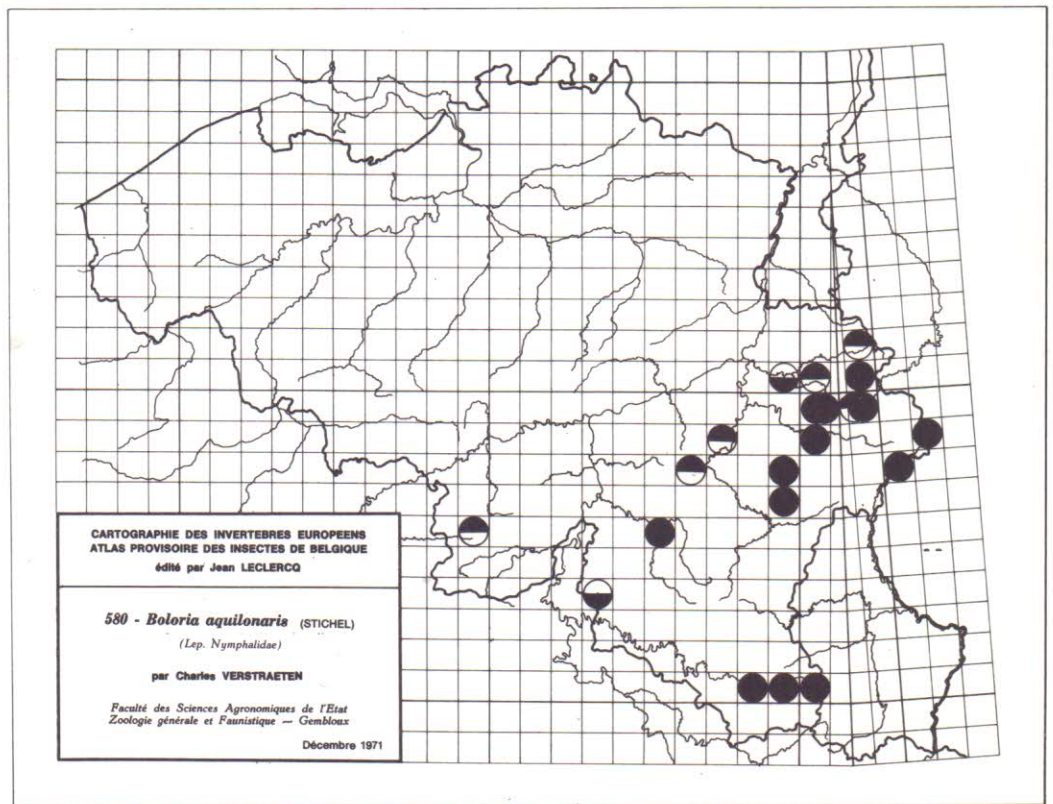 CARTOGRAPHIE DES INVERTEBRES EUROPEENS
ATLAS PROVISOIRE DES INSECTES DE BELGIQUE
édité par Jean LECLERCQ
580 - Boloria aquilonaris (STICHEL)
(Lep. Nymphalidae)
par Charles VERSTRAETEN
Faculté des Sciences Agronomiques de l'Etat
Zoologie générale et Faunistique — Gembloux
Décembre 1971